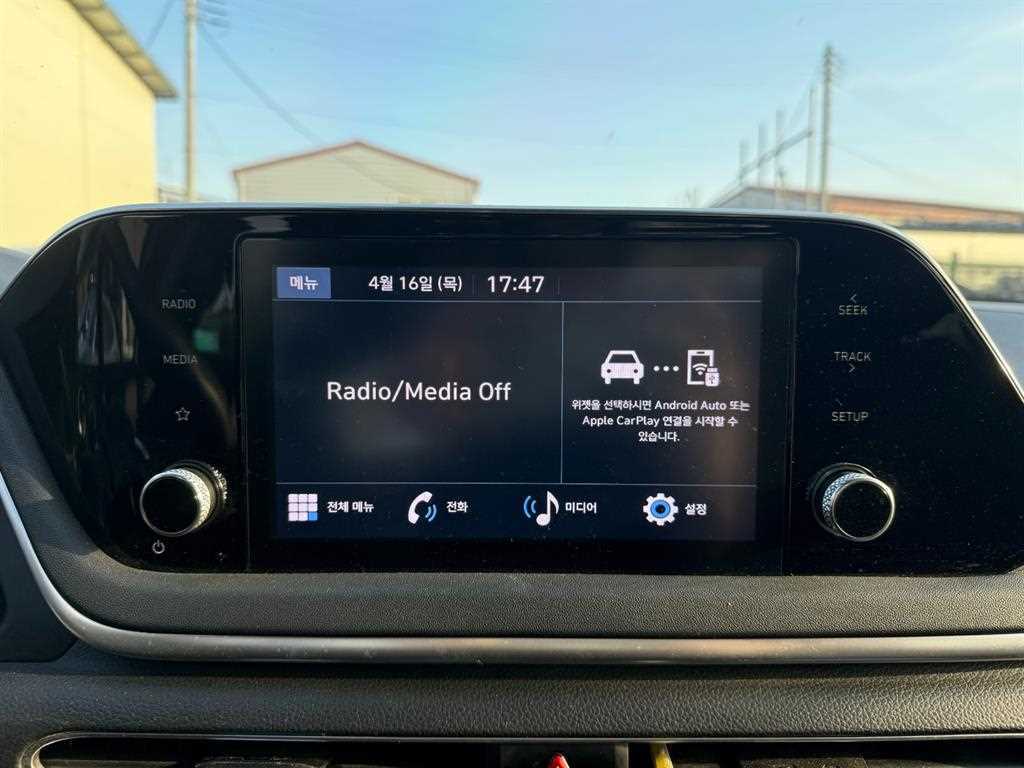 메뉴
4월 16일 (목) 17:47
RADIO
MEDIA
Radio/Media Off
위젯을 선택하시면 Android Auto 또는
Apple CarPlay 연결을 시작할 수
있습니다.
SEEK
TRACK
SETUP
전체 메뉴
전화
미디어
설정